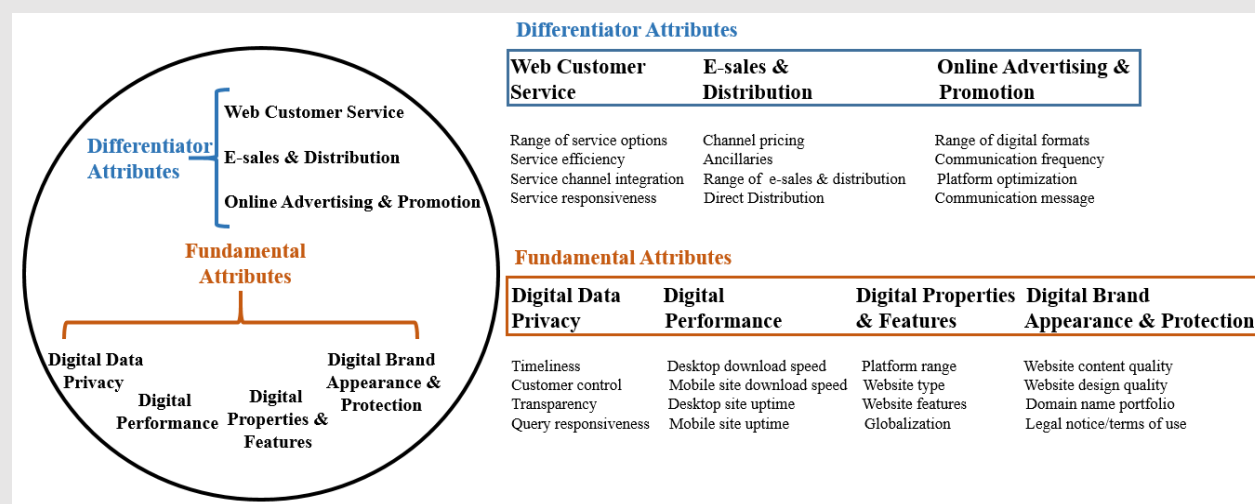 Differentiator Attributes
Web Customer Service
E-sales & Distribution
Online Advertising & Promotion
Fundamental
Attributes
Digital Data
Privacy
Digital
Performance
Digital
Properties &
Features
Digital Brand
Appearance &
Protection
Differentiator Attributes
Web Customer
Service
E-sales &
Distribution
Online Advertising &
Promotion
Range of service options
Service efficiency
Service channel integration
Service responsiveness
Channel pricing
Ancillaries
Range of e-sales & distribution
Direct Distribution
Range of digital formats
Communication frequency
Platform optimization
Communication message
Fundamental Attributes
Digital Data
Privacy
Digital
Performance
Digital Properties
& Features
Digital Brand
Appearance & Protection
Timeliness
Customer control
Transparency
Query responsiveness
Desktop download speed
Mobile site download speed
Desktop site uptime
Mobile site uptime
Platform range
Website type
Website features
Globalization
Website content quality
Website design quality
Domain name portfolio
Legal notice/terms of use